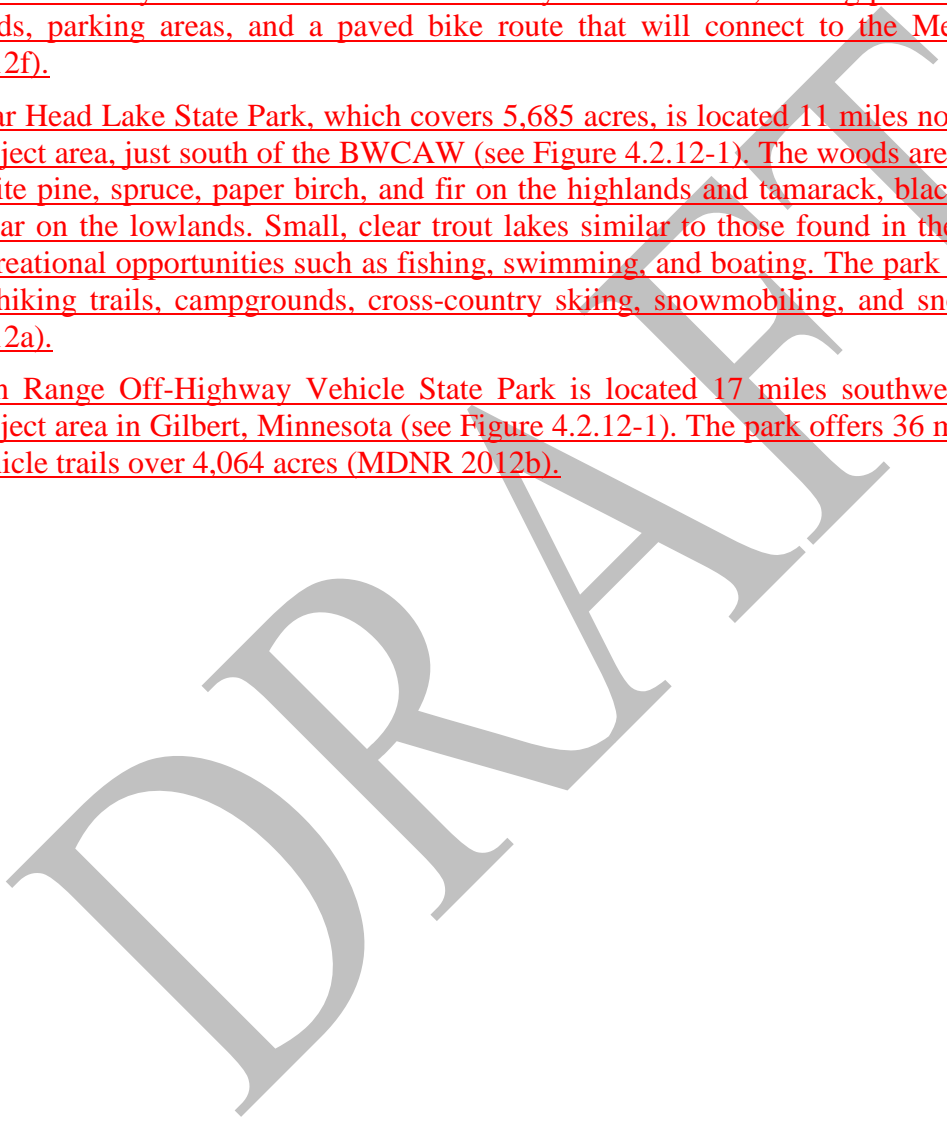 ds, parking areas, and a paved bike route that will connect to the Me
2f).
ar Head Lake State Park, which covers 5,685 acres, is located 11 miles no
ject area, just south of the BWCAW (see Figure 4.2.12-1). The woods are
ite pine, spruce, paper birch, and fir on the highlands and tamarack, blac
ar on the lowlands. Small, clear trout lakes similar to those found in the
reational opportunities such as fishing, swimming, and boating. The park
hiking trails, campgrounds, cross-country skiing, snowmobiling, and sn
2a).
n Range Off-Highway Vehicle State Park is located 17 miles southwe
ject area in Gilbert, Minnesota (see Figure 4.2.12-1). The park offers 36 m
hicle trails over 4,064 acres (MDNR 2012b).
DRAFT